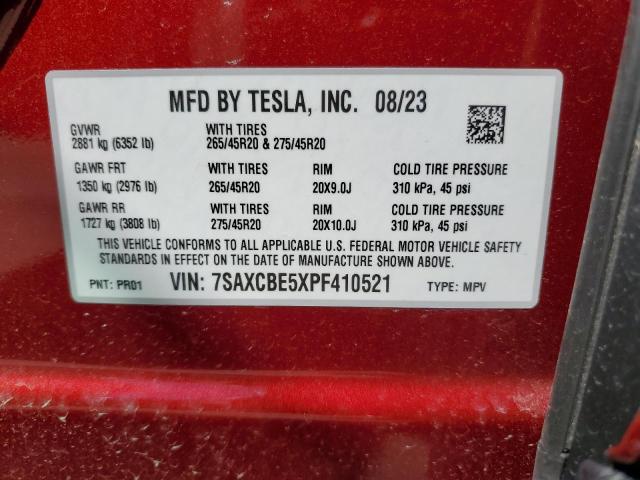 MFD BY TESLA, INC. 08/23
GVWR WITH TIRES
2881 kg (6352 lb) 265/45R20 & 275/45R20
GAWR FRT WITH TIRES RIM COLD TIRE PRESSURE
1350 kg (2976 lb) 265/45R20 20X9.0J 310 kPa, 45 psi
GAWR RR WITH TIRES RIM COLD TIRE PRESSURE
1727 kg (3808 lb) 275/45R20 20X10.0J 310 kPa, 45 psi
THIS VEHICLE CONFORMS TO ALL APPLICABLE U.S. FEDERAL MOTOR VEHICLE SAFETY
STANDARDS IN EFFECT ON THE DATE OF MANUFACTURE SHOWN ABOVE.
PNT: PR01 VIN: 7SAXCBE5XPF410521 TYPE: MPV